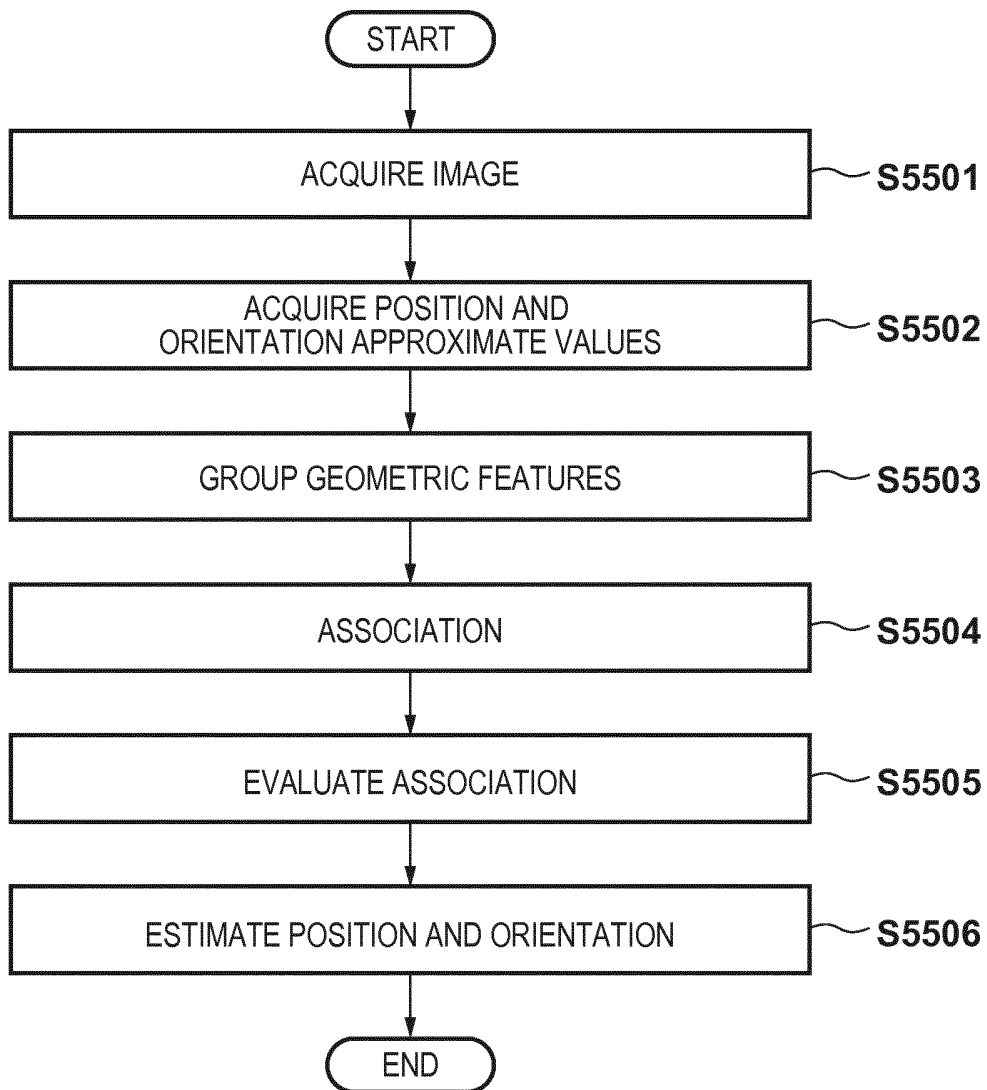 START
ACQUIRE IMAGE
S5501
ACQUIRE POSITION AND
ORIENTATION APPROXIMATE VALUES
S5502
GROUP GEOMETRIC FEATURES
S5503
ASSOCIATION
S5504
EVALUATE ASSOCIATION
S5505
ESTIMATE POSITION AND ORIENTATION
S5506
END